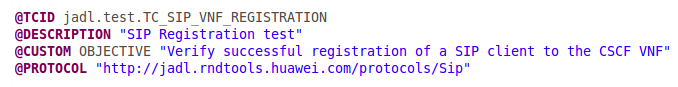 @TCID jadl.test.TC_SIP_VNF_REGISTRATION
@DESCRIPTION "SIP Registration test"
@CUSTOM OBJECTIVE "Verify successful registration of a SIP client to the CSCF VNF"
@PROTOCOL "http://jadl.rndtools.huawei.com/protocols/Sip"